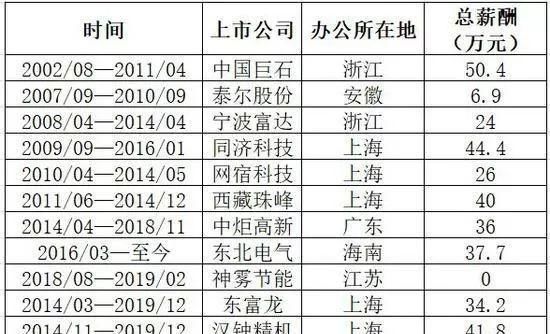 时间 上市公司 办公所在地 总薪酬（万元）
2002/08—2011/04 中国巨石 浙江 50.4
2007/09—2010/09 泰尔股份 安徽 6.9
2008/04—2014/04 宁波富达 浙江 24
2009/09—2016/01 同济科技 上海 44.4
2010/04—2014/05 网宿科技 上海 26
2011/06—2014/12 西藏珠峰 上海 40
2014/04—2018/11 中炬高新 广东 36
2016/03—至今 东北电气 海南 37.7
2018/08—2019/02 神雾节能 江苏 0
2014/03—2019/12 东富龙 上海 34.2
2014/11—2019/12 汉钟精机 上海 41.8